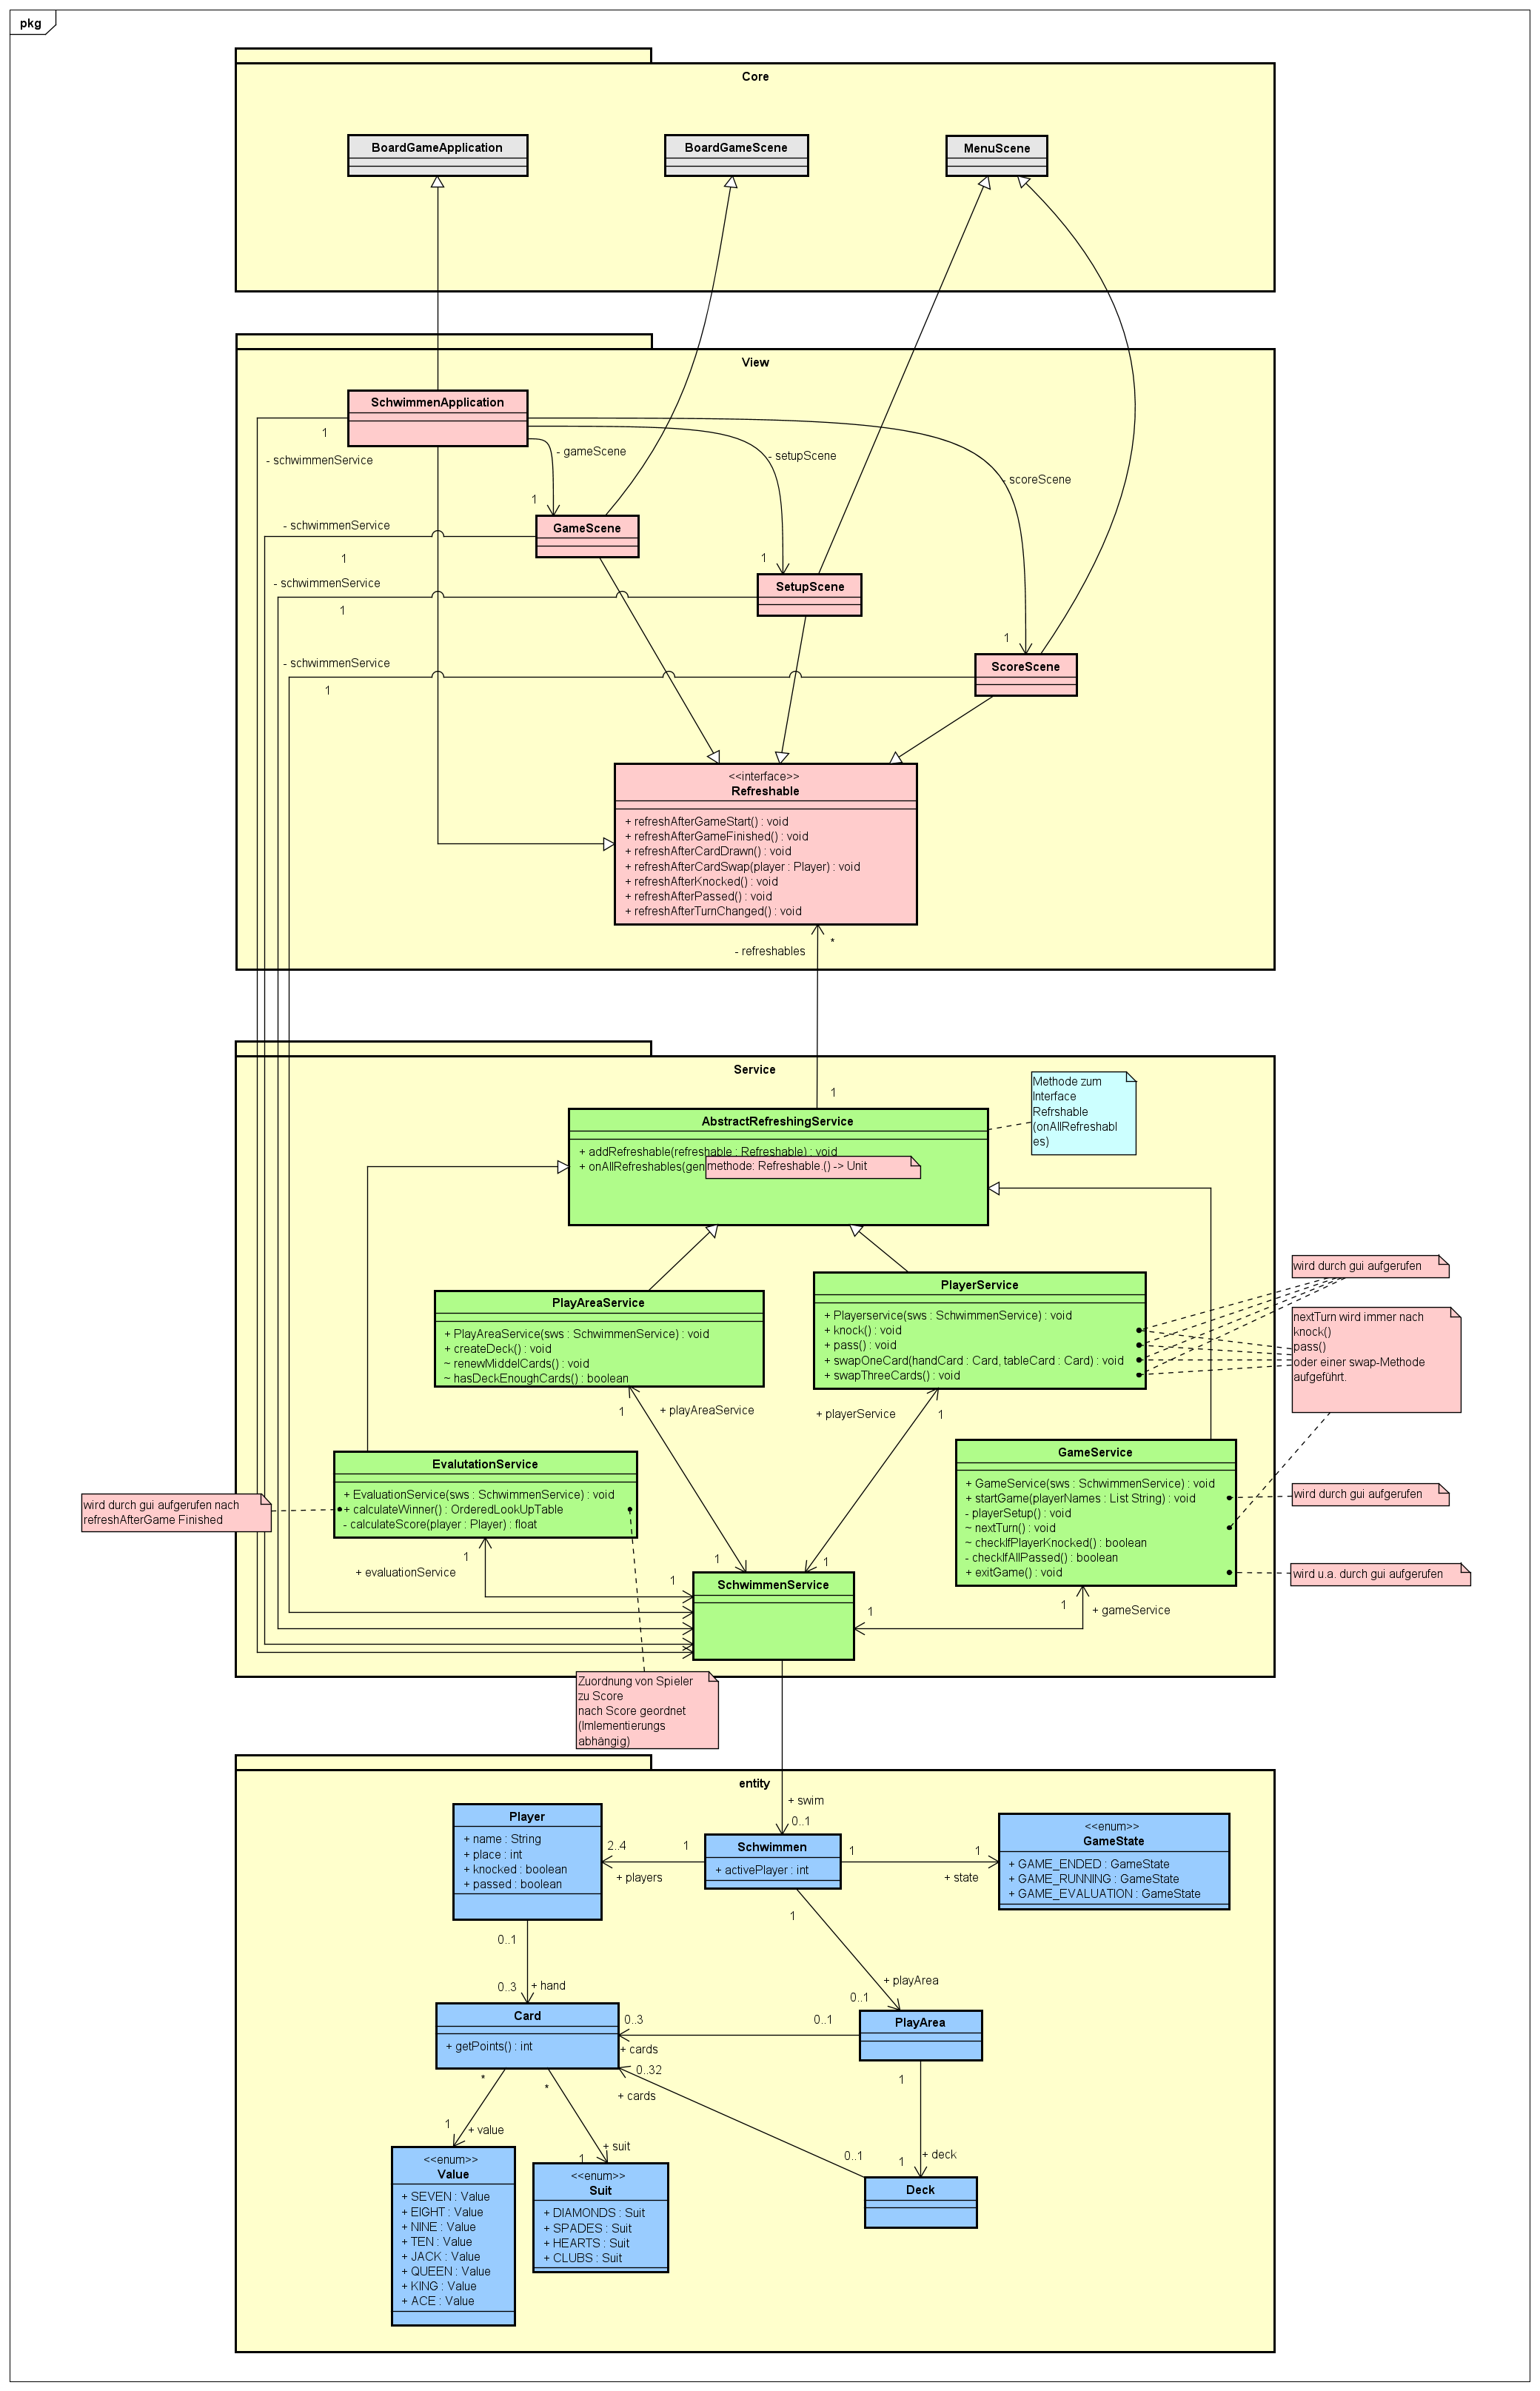 pkg
Core
BoardGameApplication
BoardGameScene
MenuScene
View
SchwimmenApplication
1
- schwimmenService
- gameScene
- setupScene
- scoreScene
1
GameScene
- schwimmenService
1
1
SetupScene
- schwimmenService
1
1
ScoreScene
- schwimmenService
1
<<interface>>
Refreshable
+ refreshAfterGameStart() : void
+ refreshAfterGameFinished() : void
+ refreshAfterCardDrawn() : void
+ refreshAfterCardSwap(player : Player) : void
+ refreshAfterKnocked() : void
+ refreshAfterPassed() : void
+ refreshAfterTurnChanged() : void
- refreshables
*
Service
1
Methode zum
Interface
Refrshable
(onAllRefreshabl
es)
AbstractRefreshingService
+ addRefreshable(refreshable : Refreshable) : void
+ onAllRefreshables(gen
methode: Refreshable.() -> Unit
wird durch gui aufgerufen
PlayAreaService
+ PlayAreaService(sws : SchwimmenService) : void
+ createDeck() : void
~ renewMiddelCards() : void
~ hasDeckEnoughCards() : boolean
PlayerService
+ Playerservice(sws : SchwimmenService) : void
+ knock() : void
+ pass() : void
+ swapOneCard(handCard : Card, tableCard : Card) : void
+ swapThreeCards() : void
nextTurn wird immer nach
knock()
pass()
oder einer swap-Methode
aufgeführt.
1
+ playAreaService
+ playerService
1
EvalutationService
+ EvaluationService(sws : SchwimmenService) : void
+ calculateWinner() : OrderedLookUpTable
- calculateScore(player : Player) : float
wird durch gui aufgerufen nach
refreshAfterGame Finished
GameService
+ GameService(sws : SchwimmenService) : void
+ startGame(playerNames : List String) : void
- playerSetup() : void
~ nextTurn() : void
~ checkIfPlayerKnocked() : boolean
- checkIfAllPassed() : boolean
+ exitGame() : void
wird durch gui aufgerufen
wird u.a. durch gui aufgerufen
1
+ evaluationService
1
1
1
SchwimmenService
1
1
+ gameService
Zuordnung von Spieler
zu Score
nach Score geordnet
(Imlementierungs
abhängig)
entity
+ swim
0..1
Player
+ name : String
+ place : int
+ knocked : boolean
+ passed : boolean
2..4
1
+ players
Schwimmen
+ activePlayer : int
1
1
+ state
<<enum>>
GameState
+ GAME_ENDED : GameState
+ GAME_RUNNING : GameState
+ GAME_EVALUATION : GameState
0..1
0..3
+ hand
1
+ playArea
0..1
Card
+ getPoints() : int
0..3
0..1
+ cards
PlayArea
0..32
+ cards
1
*
*
1
+ value
+ suit
1
0..1
1
+ deck
<<enum>>
Value
+ SEVEN : Value
+ EIGHT : Value
+ NINE : Value
+ TEN : Value
+ JACK : Value
+ QUEEN : Value
+ KING : Value
+ ACE : Value
<<enum>>
Suit
+ DIAMONDS : Suit
+ SPADES : Suit
+ HEARTS : Suit
+ CLUBS : Suit
Deck